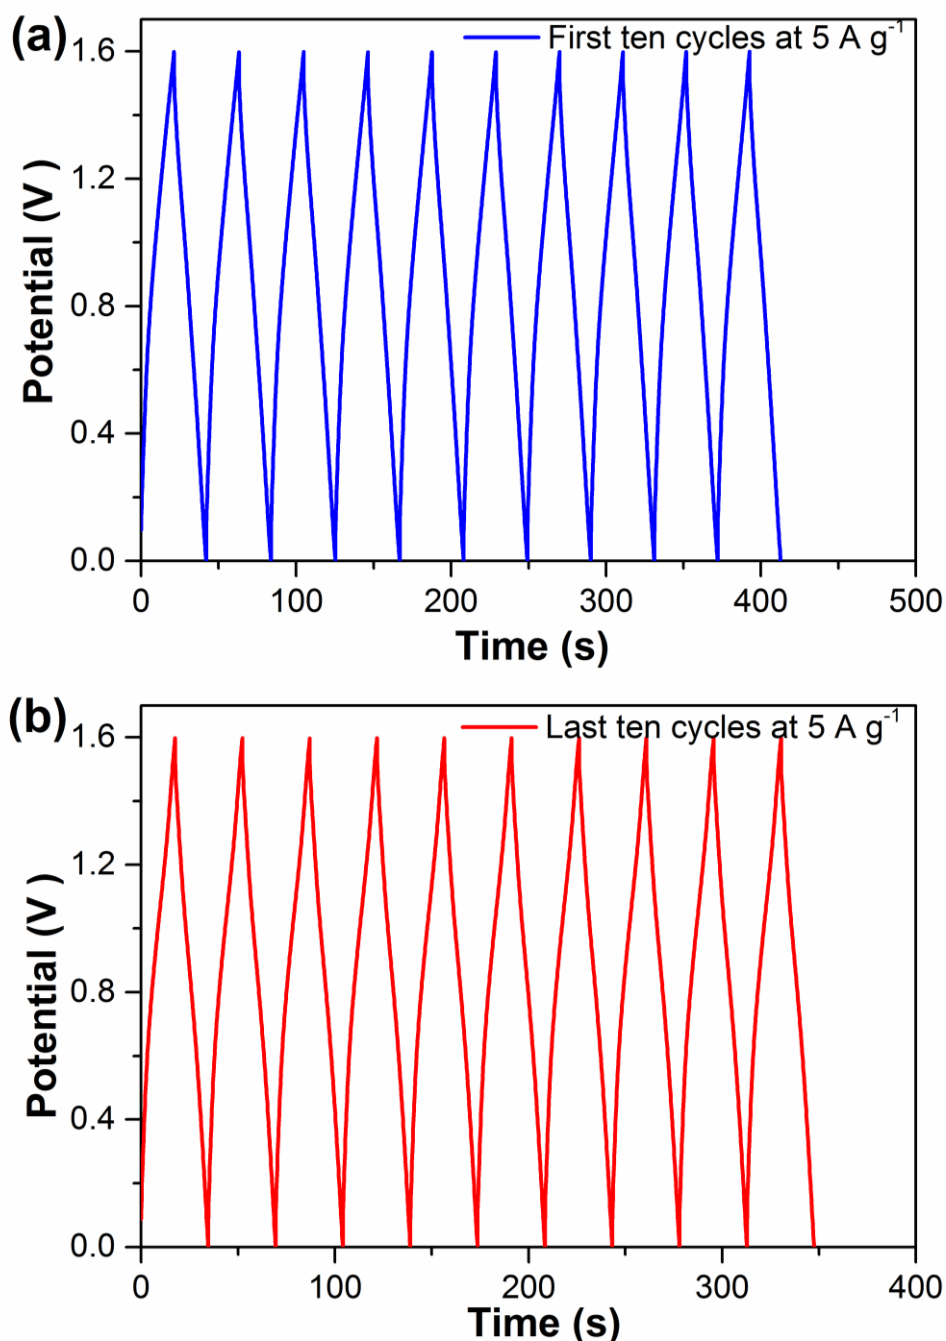 (a)
First ten cycles at 5 A g⁻¹
1.6
1.2
0.8
0.4
0.0
Potential (V )
0 100 200 300 400 500
Time (s)
(b)
Last ten cycles at 5 A g⁻¹
1.6
1.2
0.8
0.4
0.0
Potential (V )
0 100 200 300 400
Time (s)